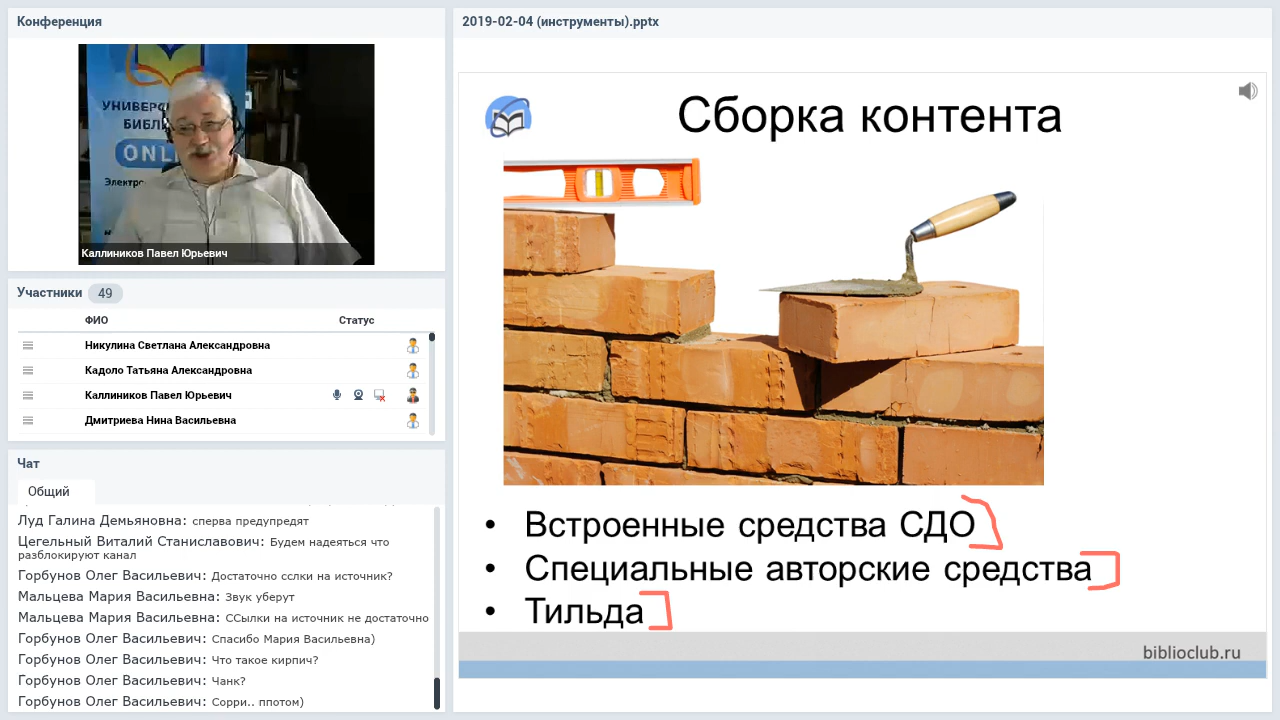 Конференция
УНИВЕРС
БИБЛИ
ONL
Электро
Каллиников Павел Юрьевич
Участники 49
ФИО Статус
Никулина Светлана Александровна
Кадоло Татьяна Александровна
Каллиников Павел Юрьевич
Дмитриева Нина Васильевна
Чат
Общий
Луд Галина Демьяновна: сперва предупредят
Цегельный Виталий Станиславович: Будем надеяться что
разблокируют канал
Горбунов Олег Васильевич: Достаточно сслки на источник?
Мальцева Мария Васильевна: Звук уберут
Мальцева Мария Васильевна: ССылки на источник не достаточно
Горбунов Олег Васильевич: Спасибо Мария Васильевна)
Горбунов Олег Васильевич: Что такое кирпич?
Горбунов Олег Васильевич: Чанк?
Горбунов Олег Васильевич: Сорри.. ппотом)
2019-02-04 (инструменты).pptx
Сборка контента
• Встроенные средства СДО
• Специальные авторские средства
• Тильда
biblioclub.ru